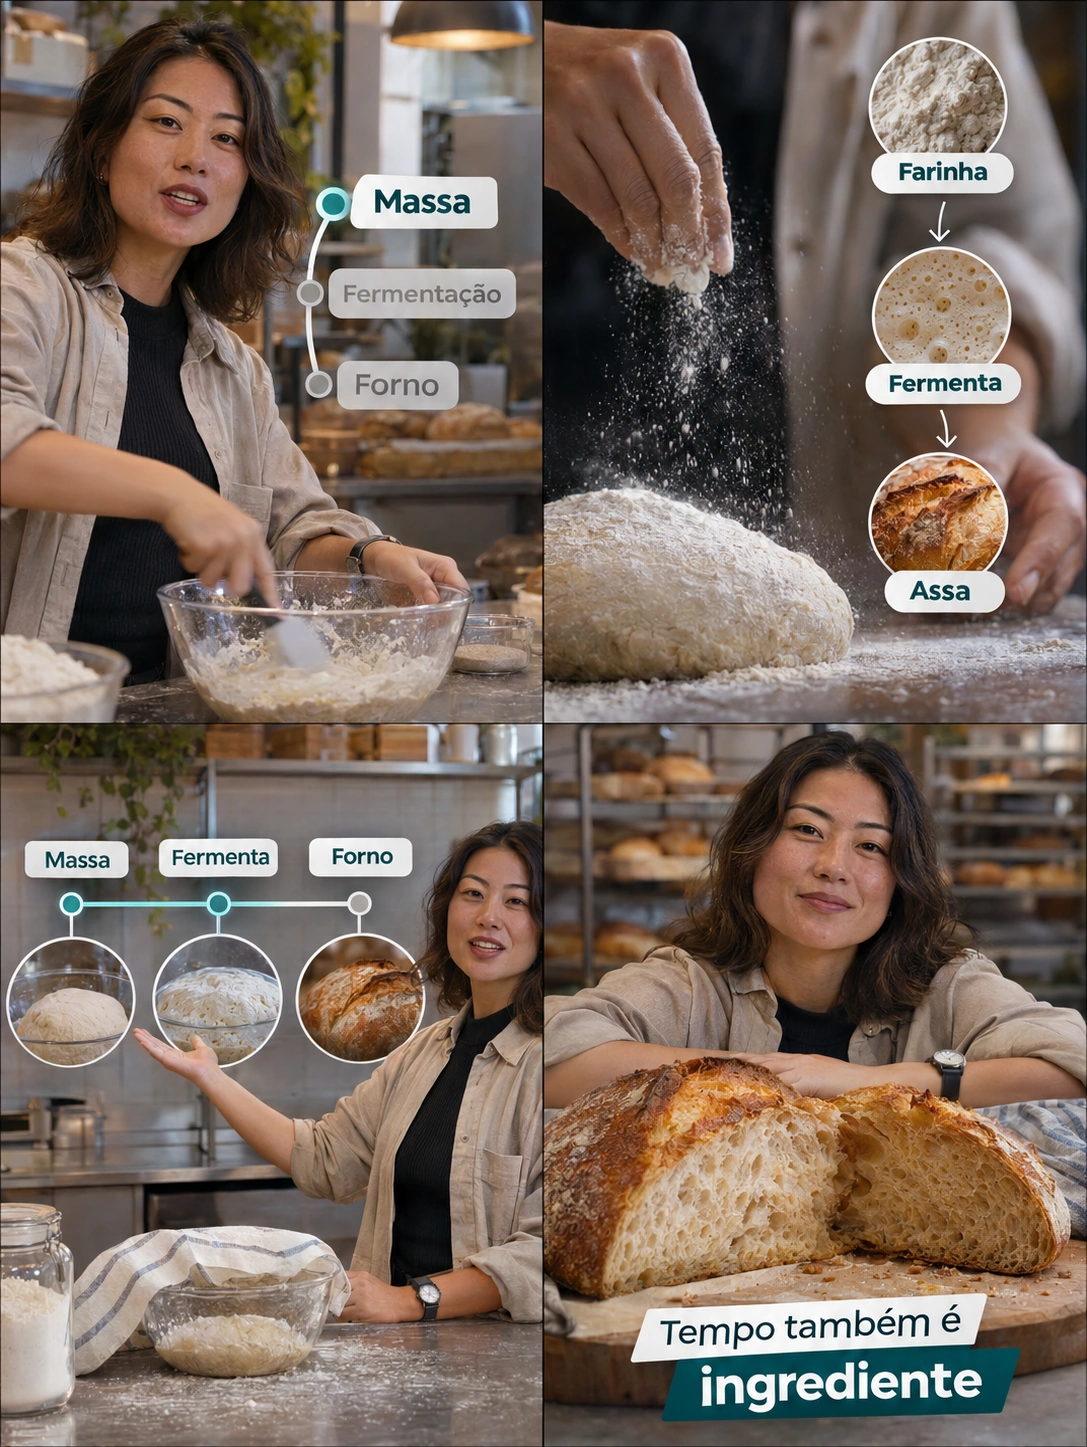 Massa
Fermentação
Forno
Farinha
Fermenta
Assa
Massa
Fermenta
Forno
Tempo também é
ingrediente